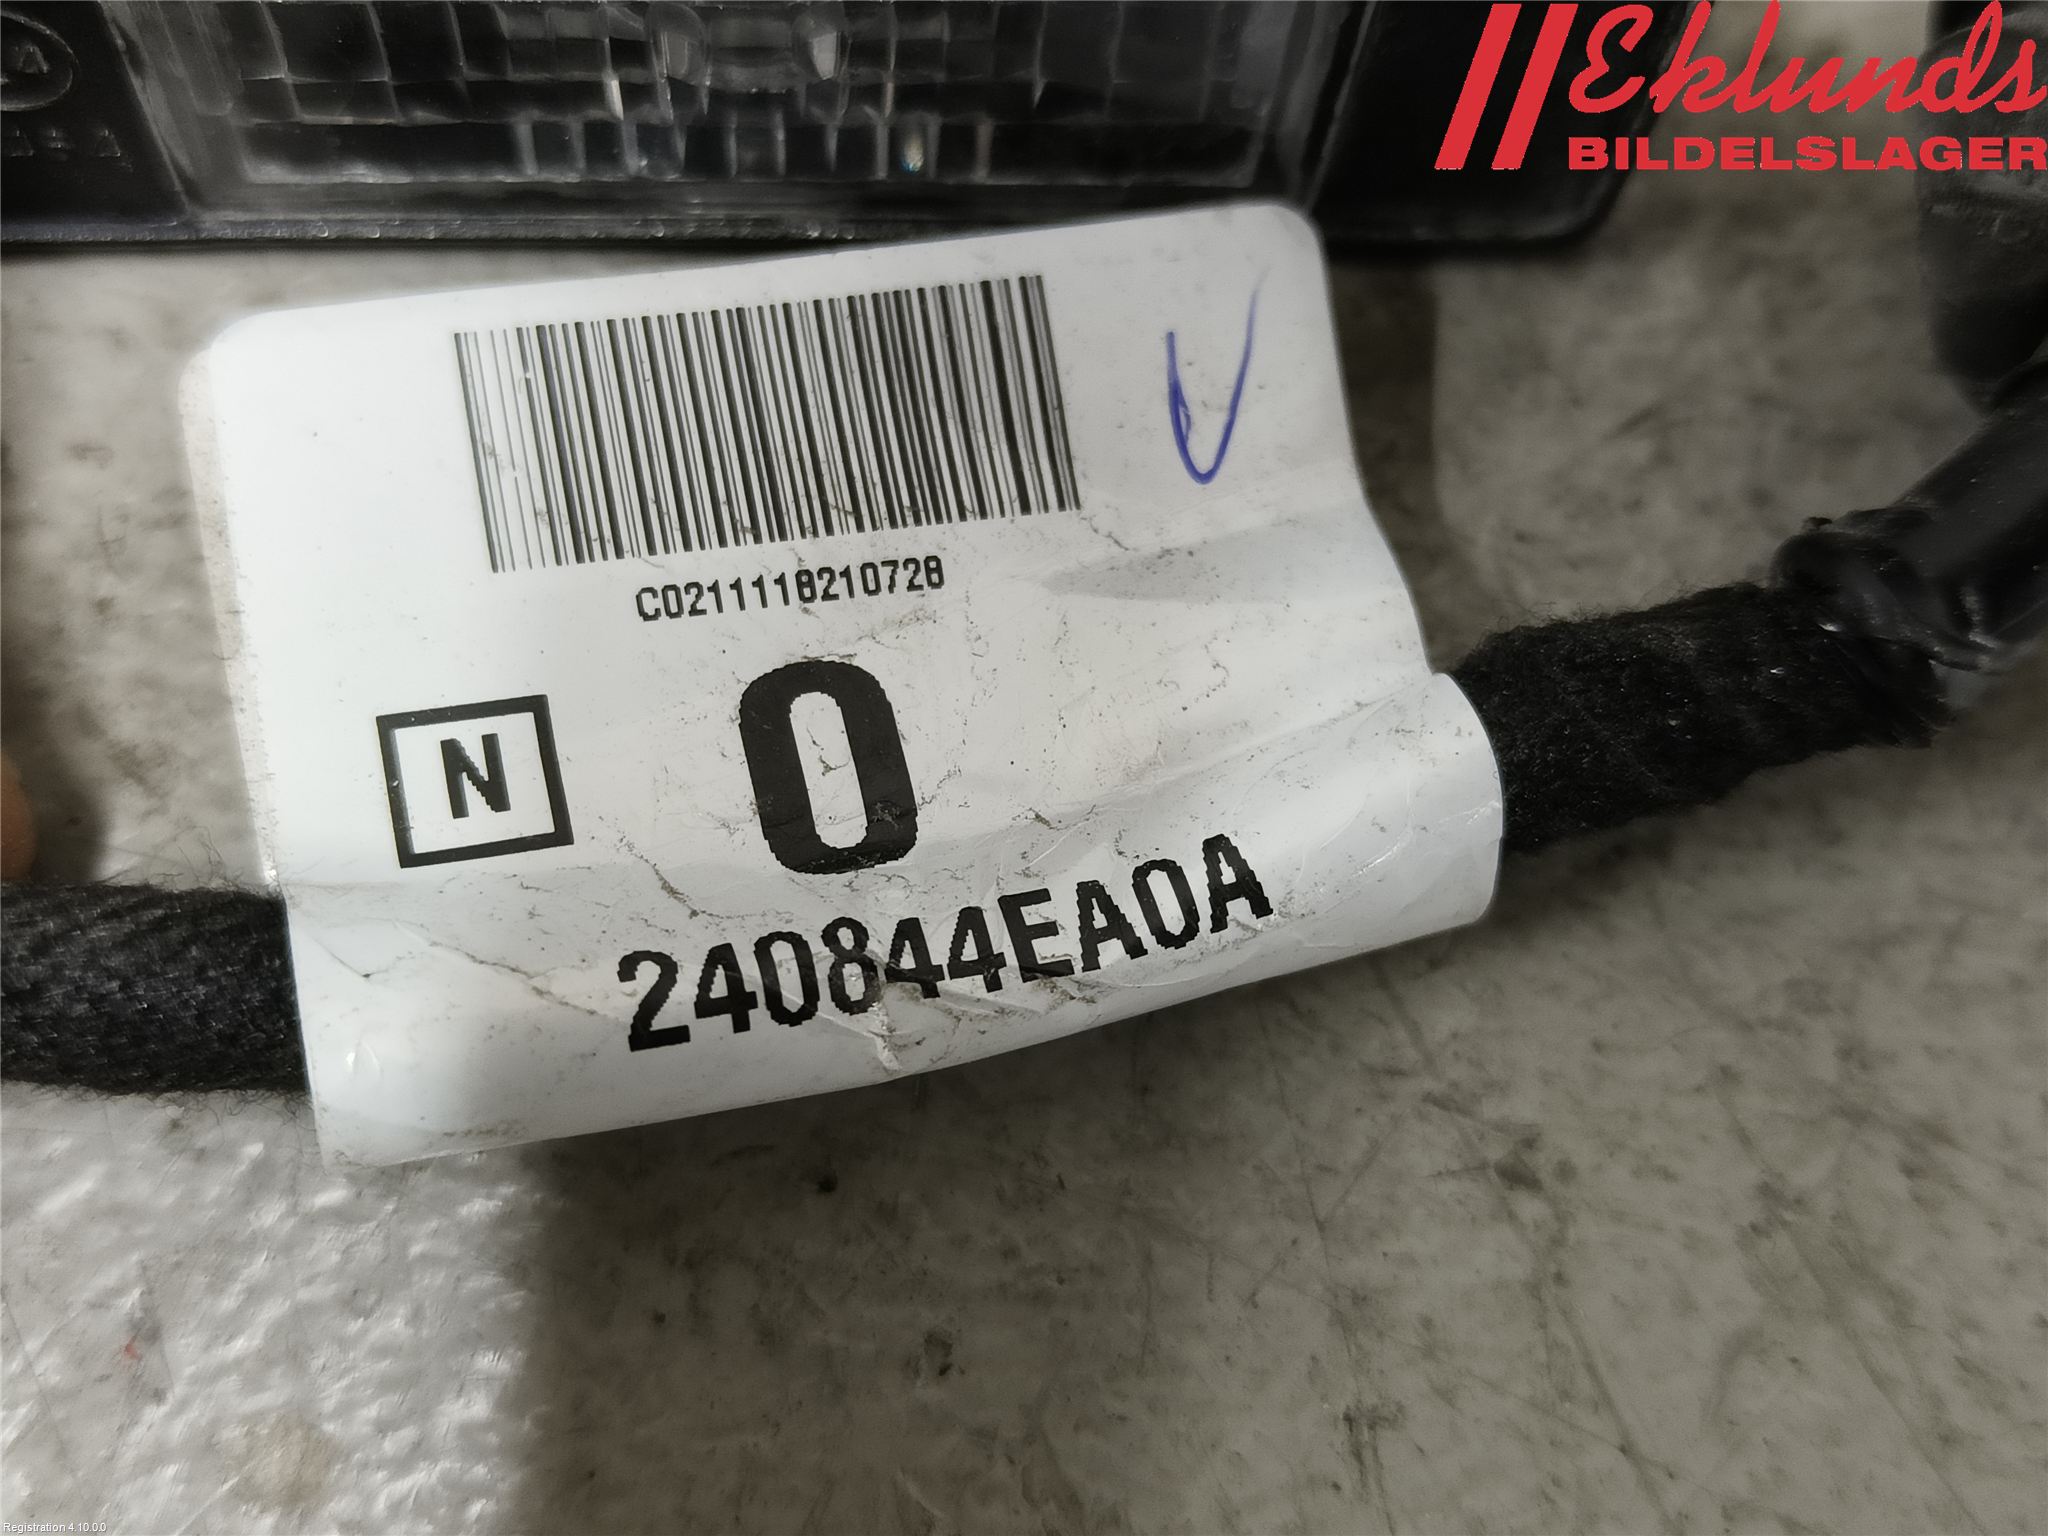 Eklunds
BILDELSLAGER
C0211118210728
N
0
240844EA0A
Registration 4.10.0.0